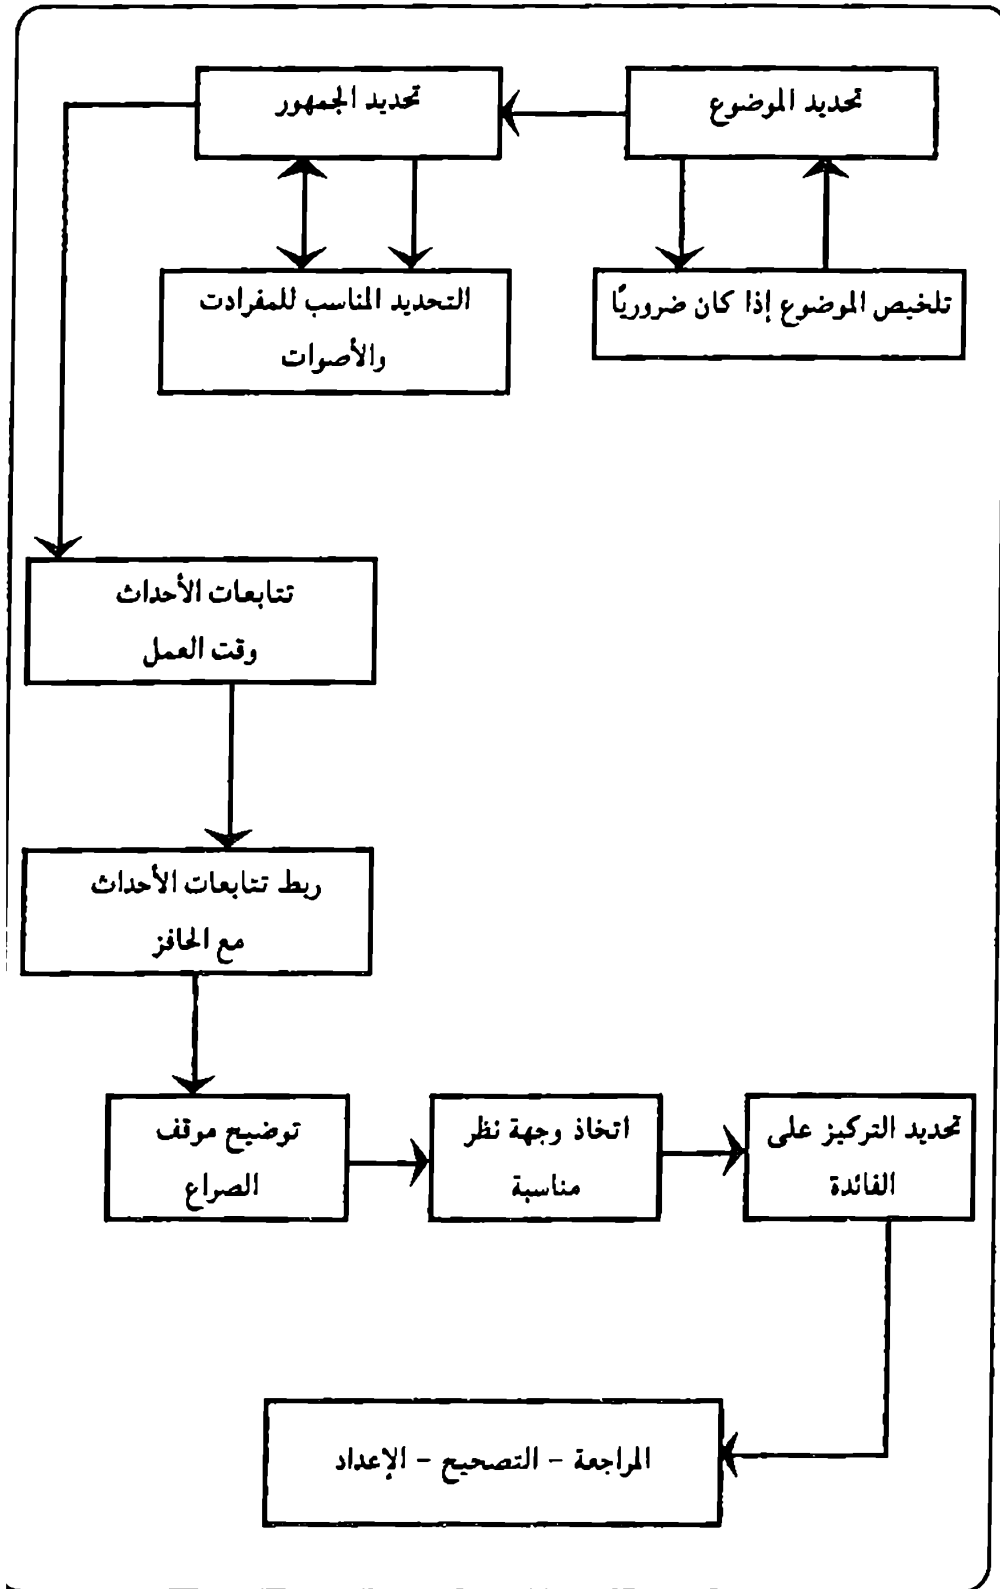 تحديد الموضوع
تحديد الجمهور
تلخيص الموضوع إذا كان ضروريًا
التحديد المناسب للمفرادت
والأصوات
تتابعات الأحداث
وقت العمل
ربط تتابعات الأحداث
مع الحافز
توضيح موقف
الصراع
اتخاذ وجهة نظر
مناسبة
تحديد التركيز على
الفائدة
المراجعة - التصحيح - الإعداد